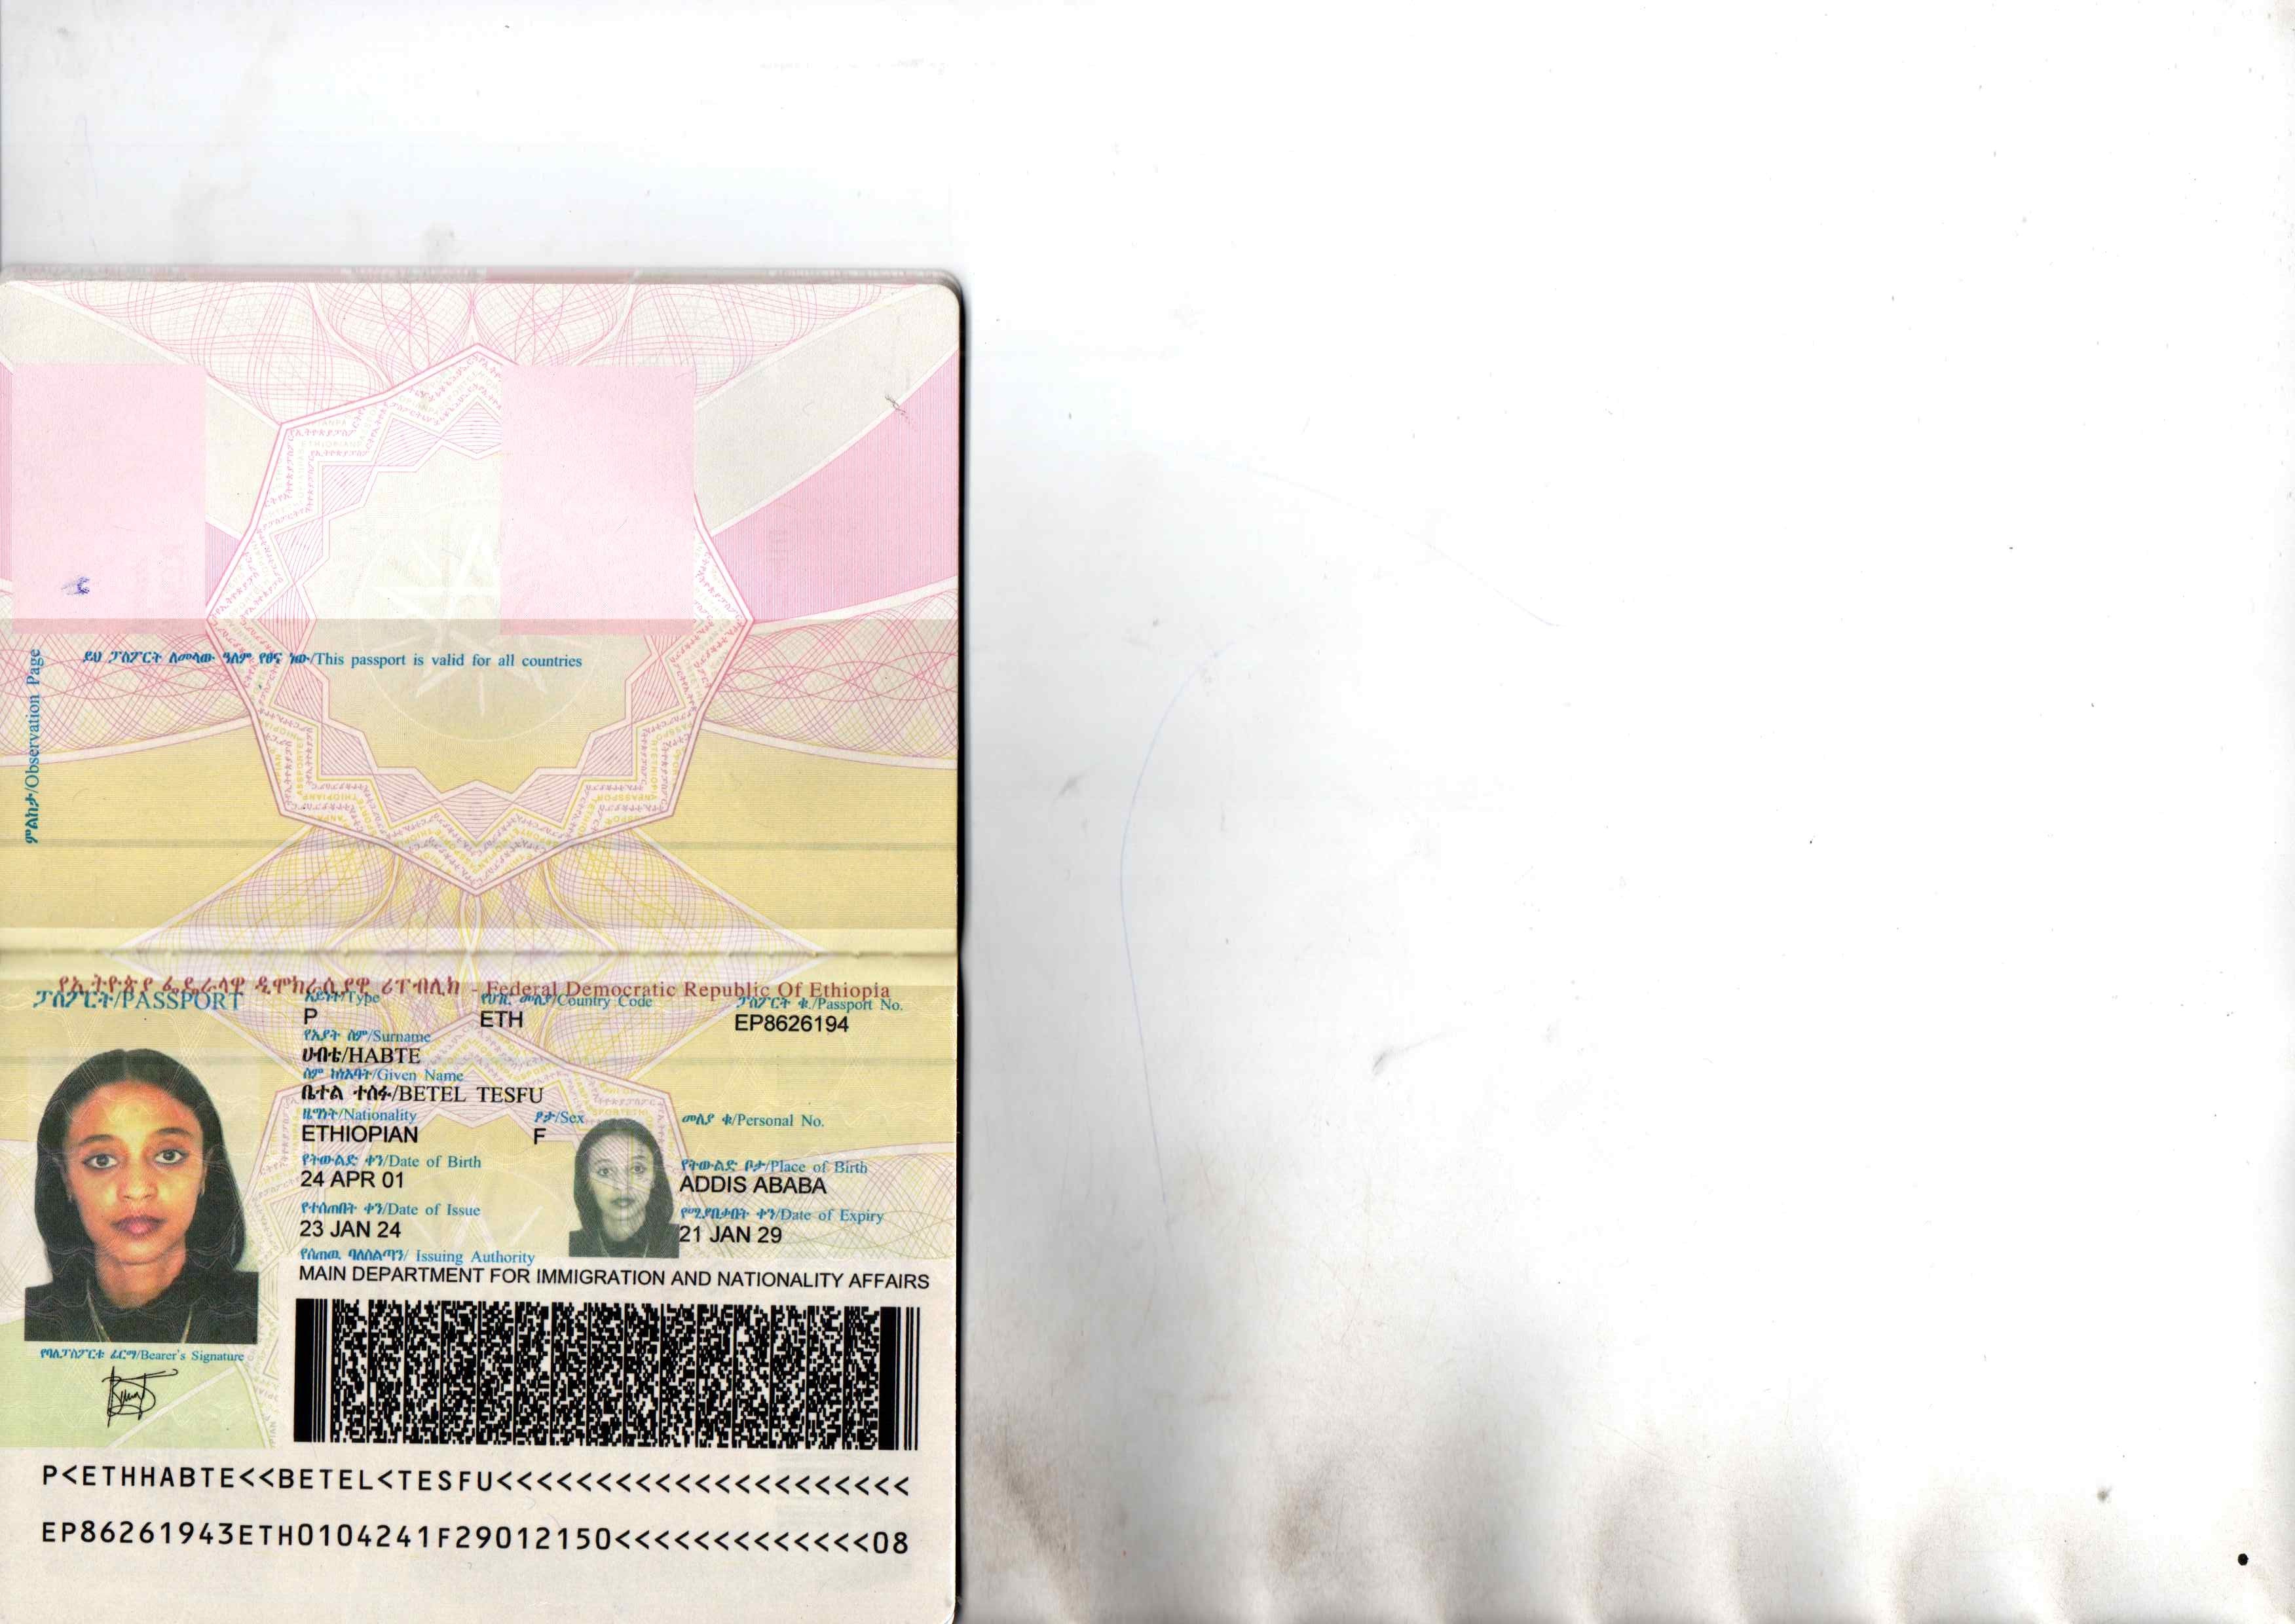 ይህ ፓስፖርት ለመላው ዓለም የፀና ነው/This passport is valid for all countries
ምልከታ/Observation Page
የኢትዮጵያ ፌዴራላዊ ዲሞክራሲያዊ ሪፐብሊክ - Federal Democratic Republic Of Ethiopia
ፓስፖርት/PASSPORT
ዓይነት/Type
የሀገር መለያ/Country Code
ፓስፖርት ቁ./Passport No.
P
ETH
EP8626194
የአያት ስም/Surname
ሀብቴ/HABTE
ስም ከነአባት/Given Name
ቤተል ተስፋ/BETEL TESFU
ዜግነት/Nationality
ፆታ/Sex
መለያ ቁ/Personal No.
ETHIOPIAN
F
የትውልድ ቀን/Date of Birth
የትውልድ ቦታ/Place of Birth
24 APR 01
ADDIS ABABA
የተሰጠበት ቀን/Date of Issue
የሚያበቃበት ቀን/Date of Expiry
23 JAN 24
21 JAN 29
የሰጠዉ ባለስልጣን/ Issuing Authority
MAIN DEPARTMENT FOR IMMIGRATION AND NATIONALITY AFFAIRS
የባለፓስፖርቱ ፊርማ/Bearer's Signature
P<ETHHABTE<<BETEL<TESFU<<<<<<<<<<<<<<<<<<<<<
EP86261943ETH0104241F29012150<<<<<<<<<<<<<08